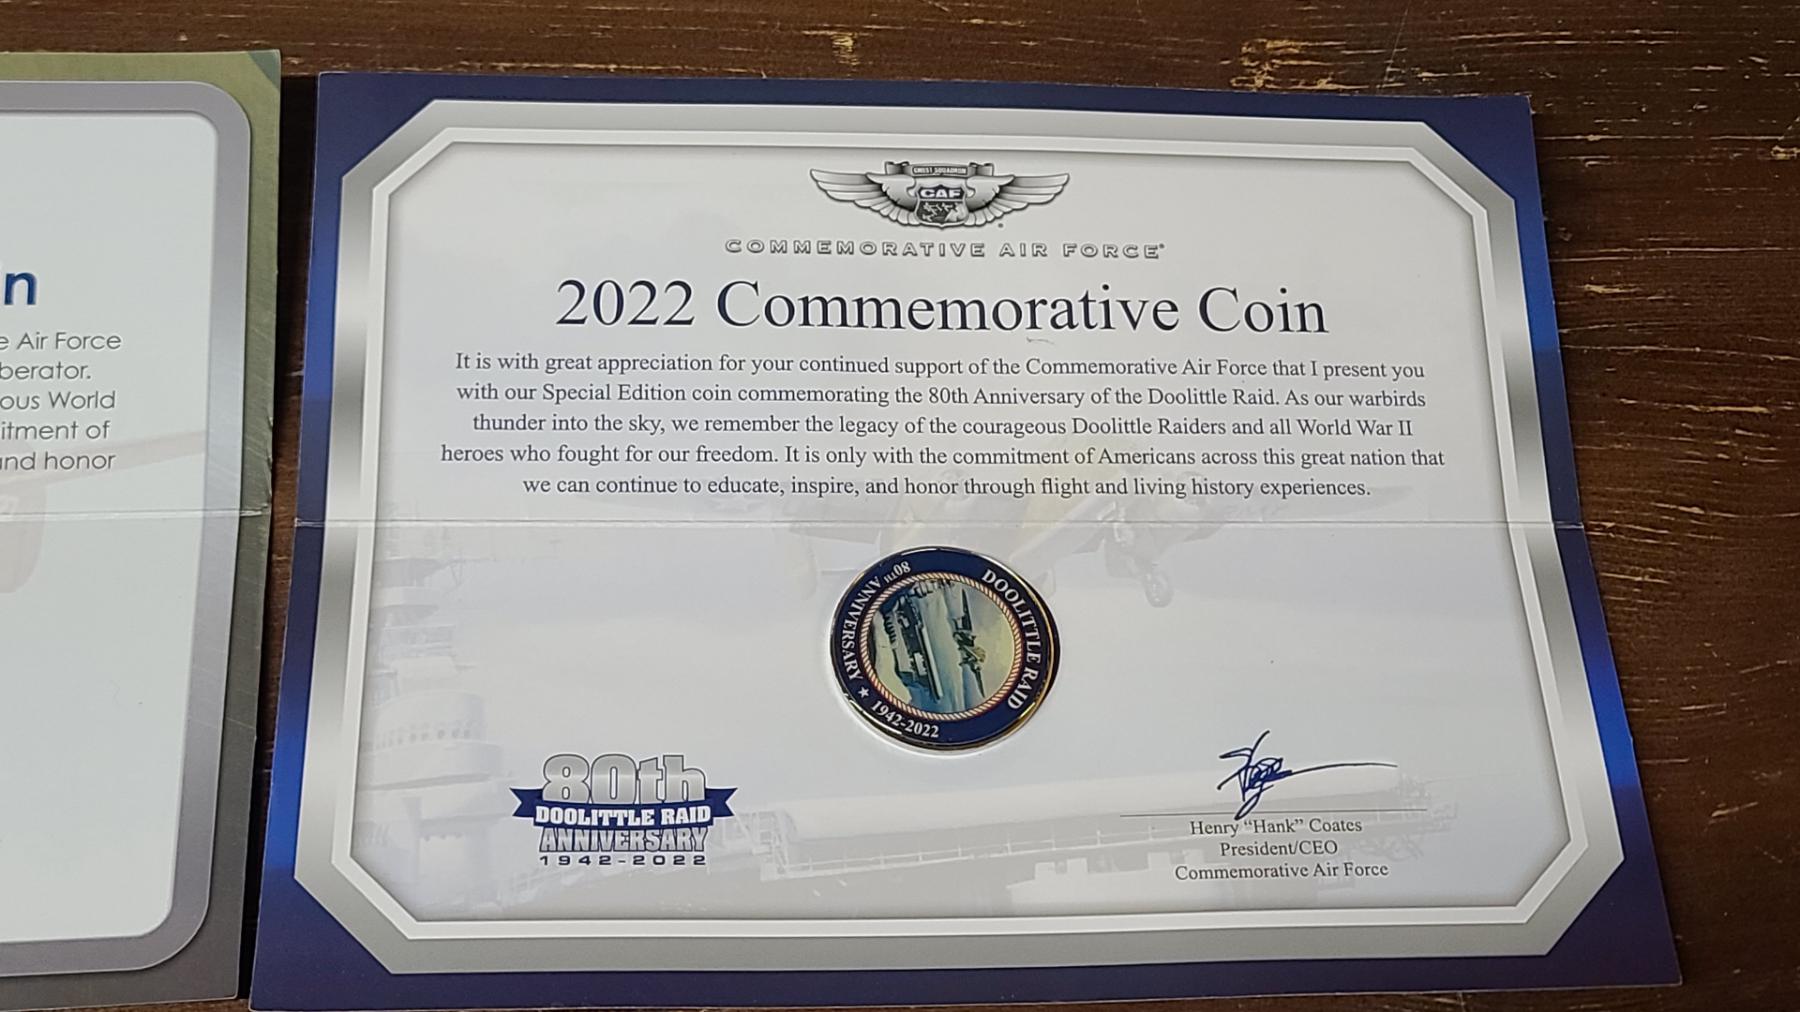 n
e Air Force
berator.
ous World
itment of
and honor
GHOST SQUADRON
CAF
COMMEMORATIVE AIR FORCE®
2022 Commemorative Coin
It is with great appreciation for your continued support of the Commemorative Air Force that I present you
with our Special Edition coin commemorating the 80th Anniversary of the Doolittle Raid. As our warbirds
thunder into the sky, we remember the legacy of the courageous Doolittle Raiders and all World War II
heroes who fought for our freedom. It is only with the commitment of Americans across this great nation that
we can continue to educate, inspire, and honor through flight and living history experiences.
DOOLITTLE RAID
80TH ANNIVERSARY ★ 1942-2022
80th
DOOLITTLE RAID
ANNIVERSARY
1942-2022
Henry “Hank” Coates
President/CEO
Commemorative Air Force